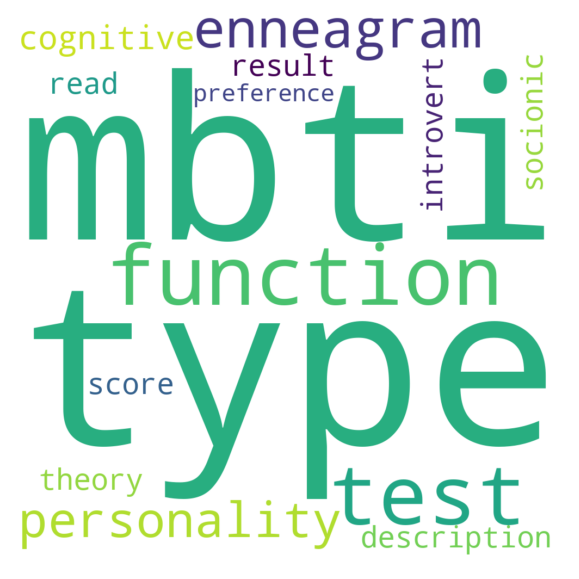 cognitive
enneagram
result
read
preference
introvert
socionic
mbti
function
type
score
theory
test
personality
description